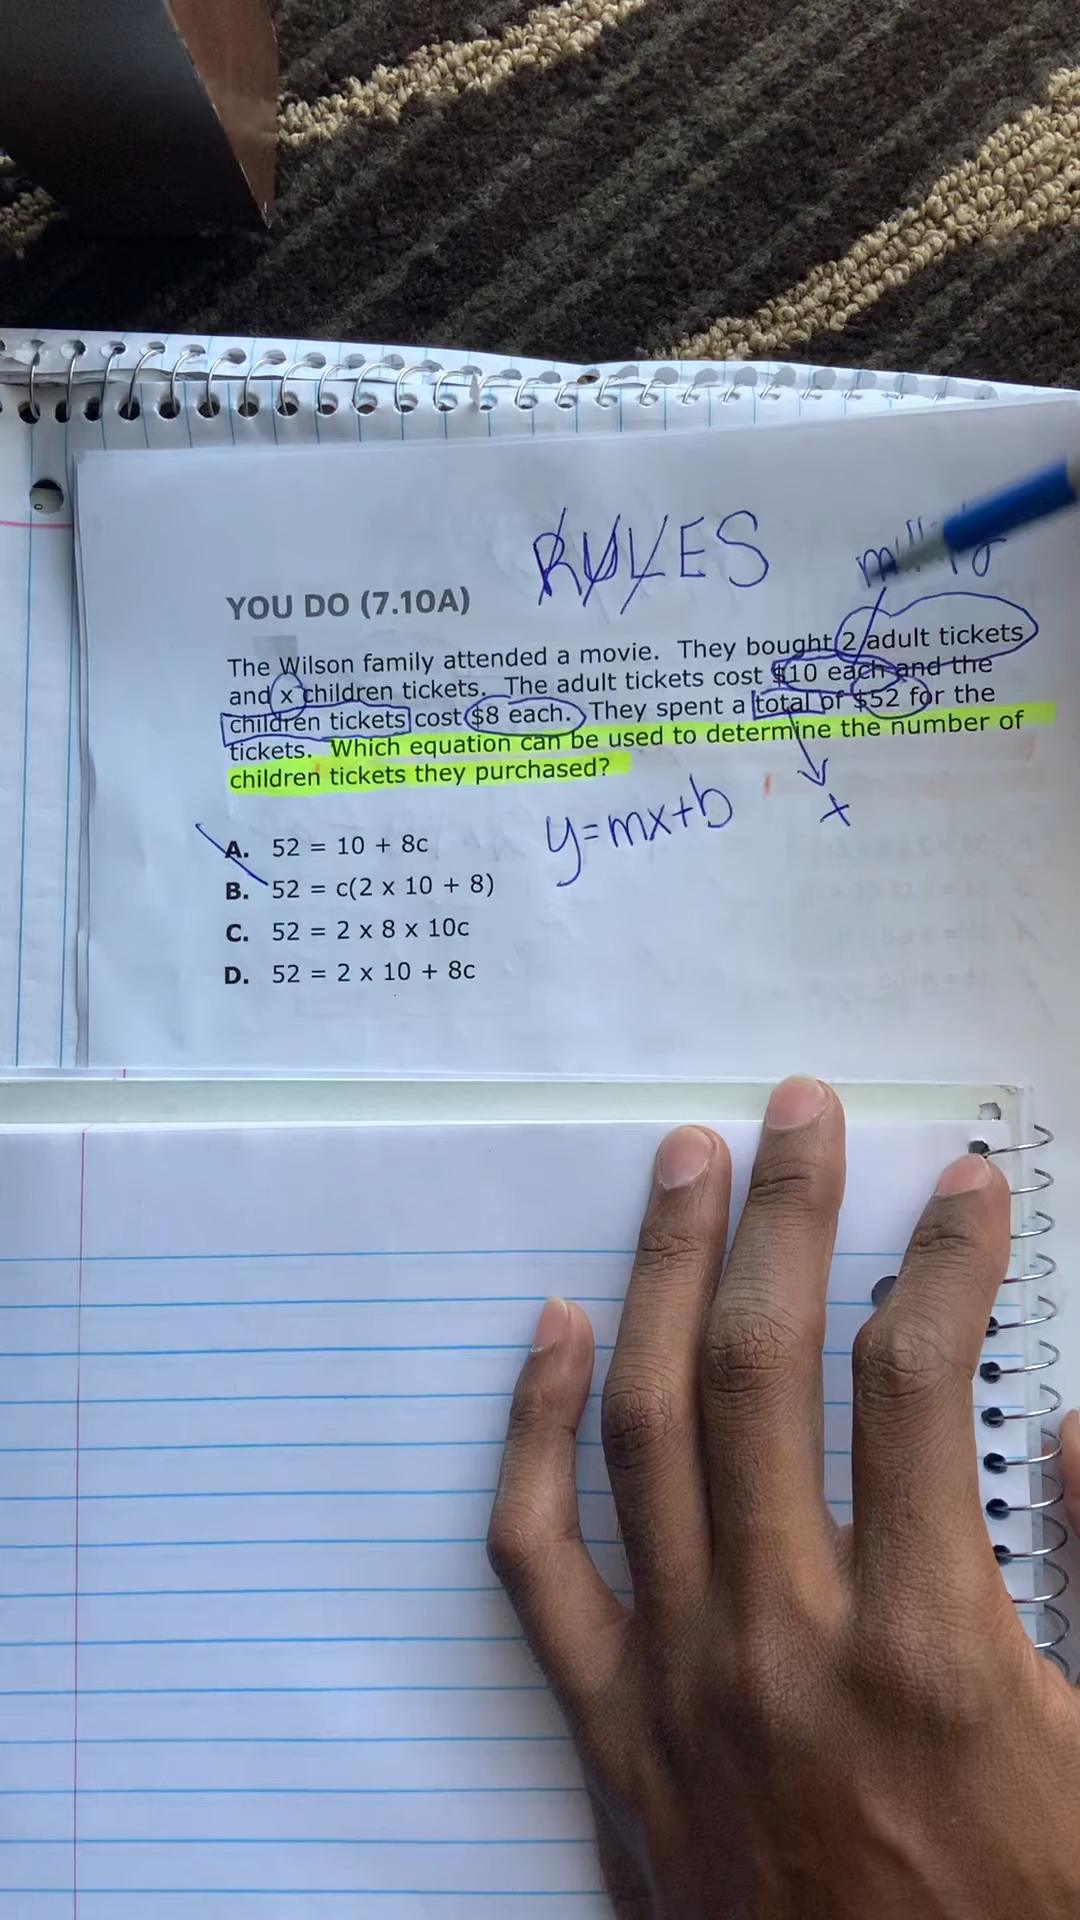 RULES
YOU DO (7.10A)
The Wilson family attended a movie. They bought 2 adult tickets
and x children tickets. The adult tickets cost $10 each and the
children tickets cost $8 each. They spent a total of $52 for the
tickets. Which equation can be used to determine the number of
children tickets they purchased?
y=mx+b
+
A. 52 = 10 + 8c
B. 52 = c(2 x 10 + 8)
C. 52 = 2 x 8 x 10c
D. 52 = 2 x 10 + 8c